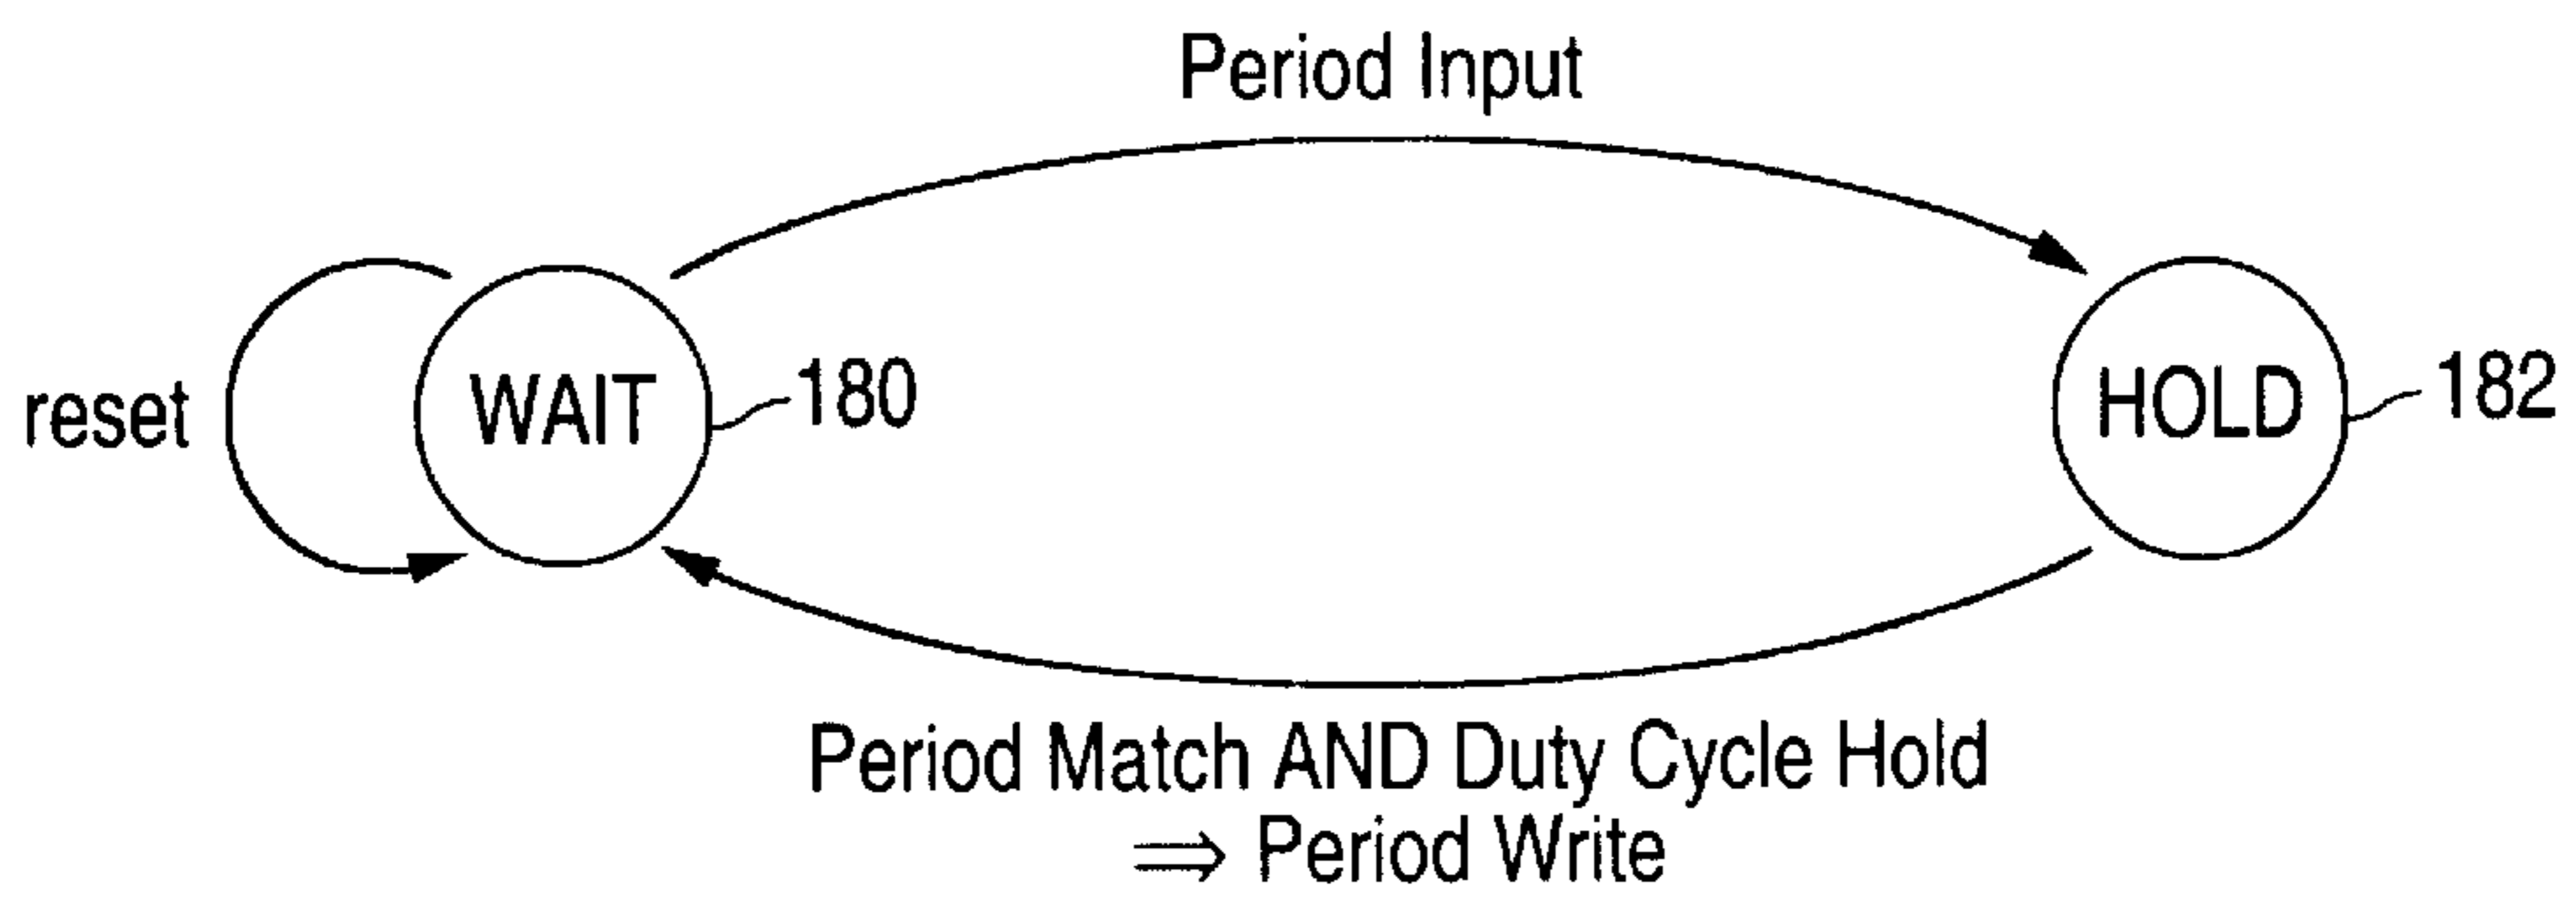 Period Input
reset
WAIT
180
HOLD
182
Period Match AND Duty Cycle Hold
⇒ Period Write